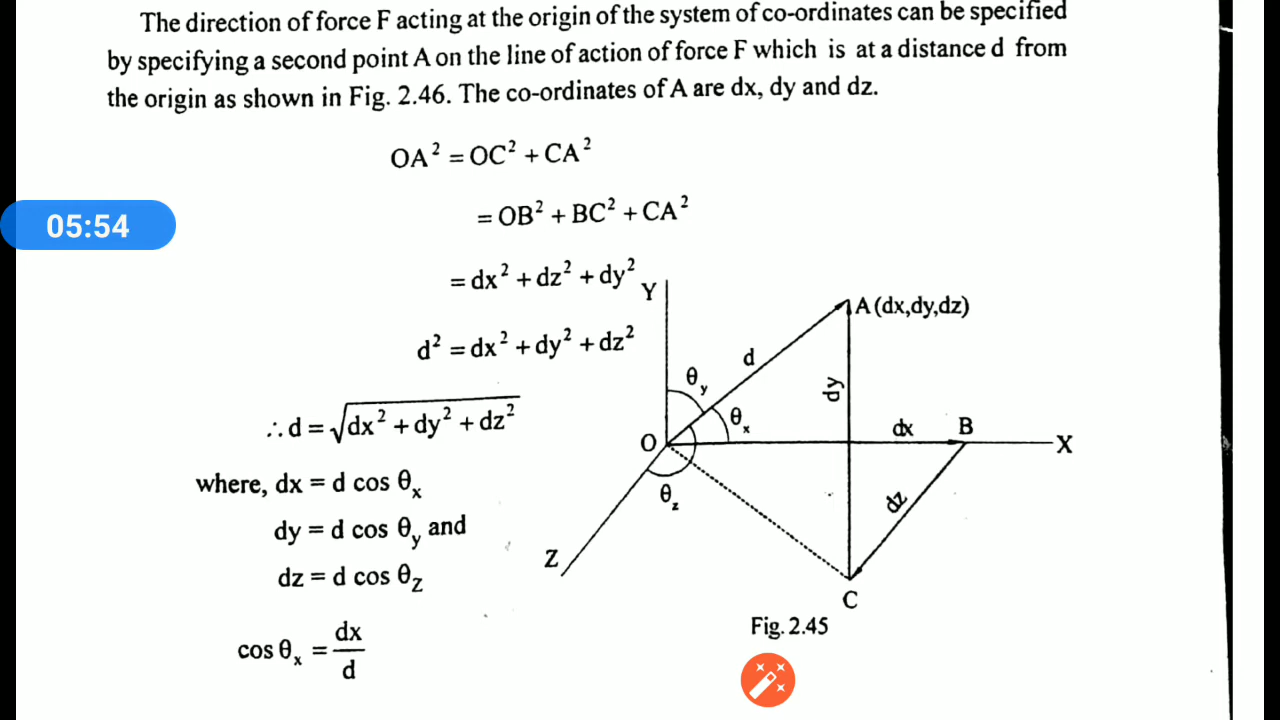 The direction of force F acting at the origin of the system of co-ordinates can be specified
by specifying a second point A on the line of action of force F which is at a distance d from
the origin as shown in Fig. 2.46. The co-ordinates of A are dx, dy and dz.
OA² = OC² + CA²
= OB² + BC² + CA²
05:54
= dx² + dz² + dy²
d² = dx² + dy² + dz²
∴ d = √dx² + dy² + dz²
where, dx = d cos θx
dy = d cos θy and
dz = d cos θZ
cos θx = dx/d
Y
A (dx,dy,dz)
d
θy
dy
θx
dx
B
O
X
θz
dz
Z
C
Fig. 2.45